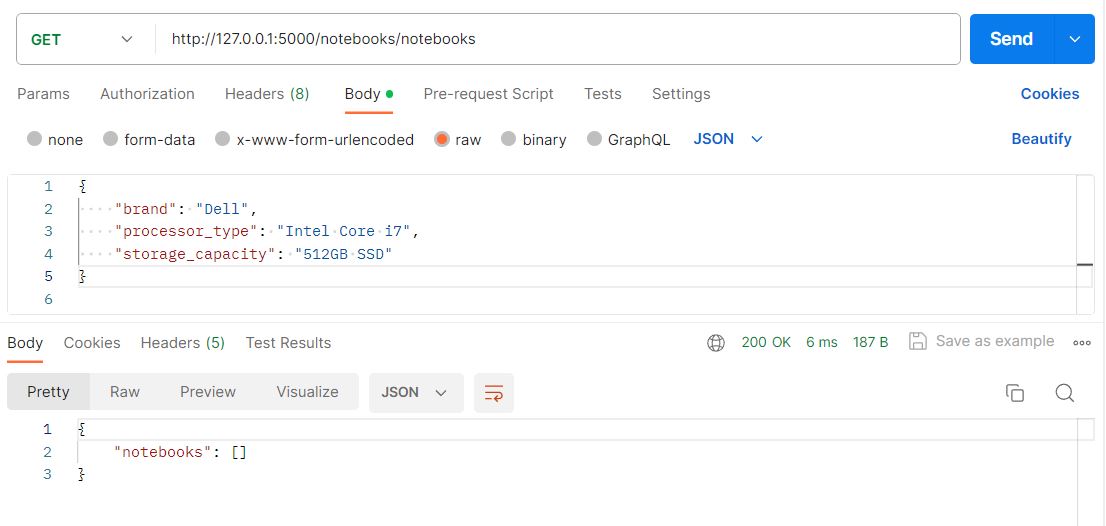 GET http://127.0.0.1:5000/notebooks/notebooks Send
Params Authorization Headers (8) Body Pre-request Script Tests Settings Cookies
none form-data x-www-form-urlencoded raw binary GraphQL JSON Beautify
1 {
2 "brand": "Dell",
3 "processor_type": "Intel Core i7",
4 "storage_capacity": "512GB SSD"
5 }
6
Body Cookies Headers (5) Test Results 200 OK 6 ms 187 B Save as example
Pretty Raw Preview Visualize JSON
1 {
2 "notebooks": []
3 }